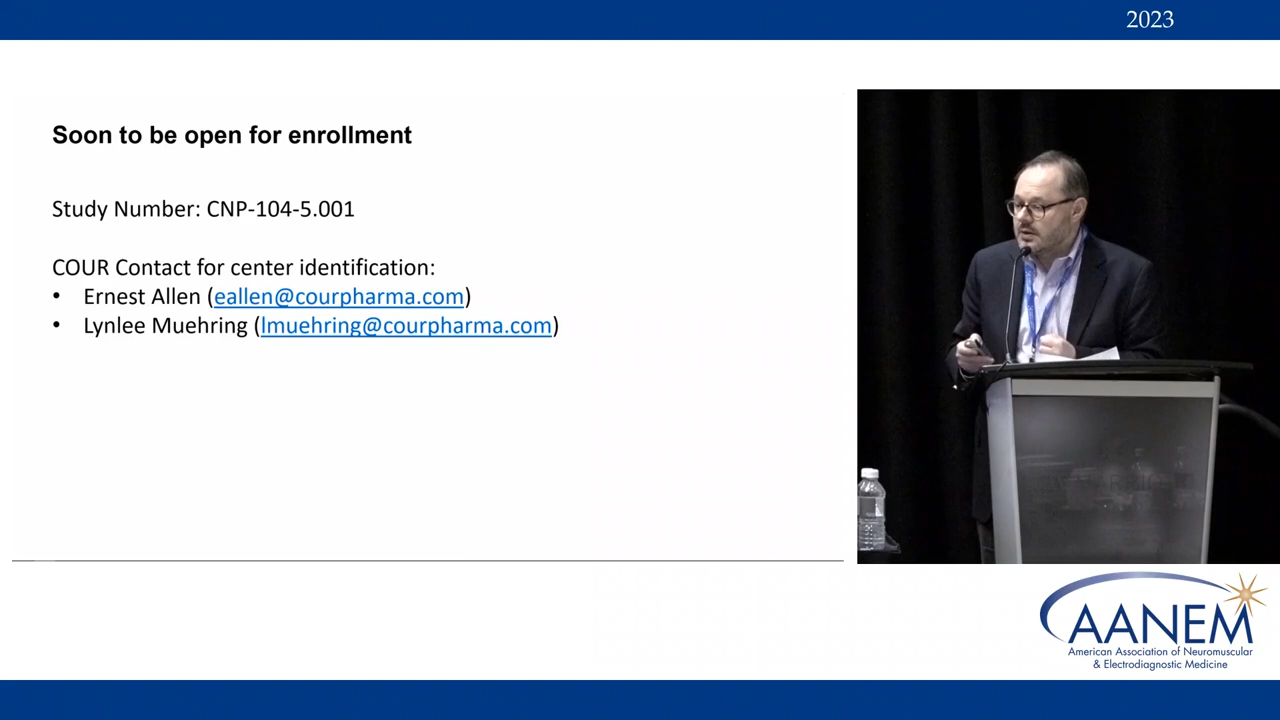 2023
Soon to be open for enrollment
Study Number: CNP-104-5.001
COUR Contact for center identification:
• Ernest Allen (eallen@courpharma.com)
• Lynlee Muehring (lmuehring@courpharma.com)
AANEM
American Association of Neuromuscular
& Electrodiagnostic Medicine